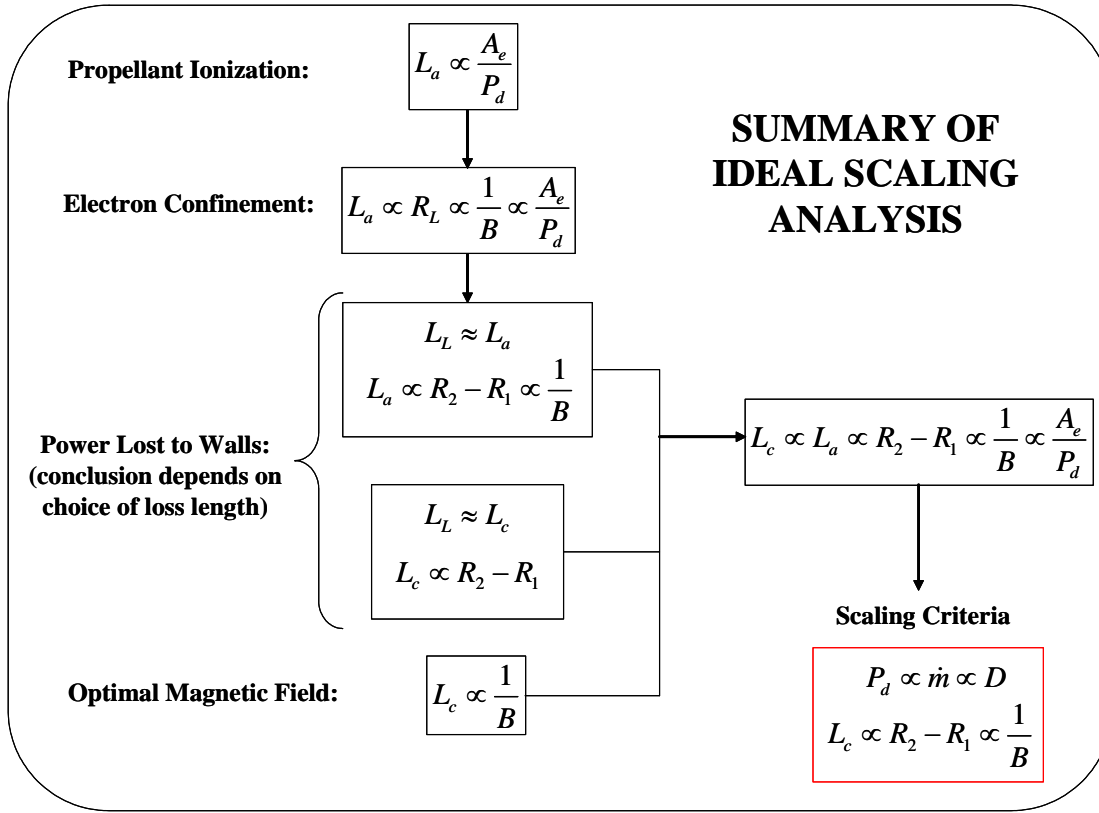 SUMMARY OF
IDEAL SCALING
ANALYSIS
Propellant Ionization:
L_a ∝ A_e / P_d
Electron Confinement:
L_a ∝ R_L ∝ 1/B ∝ A_e / P_d
Power Lost to Walls:
(conclusion depends on
choice of loss length)
L_L ≈ L_a
L_a ∝ R_2 − R_1 ∝ 1/B
L_L ≈ L_c
L_c ∝ R_2 − R_1
Optimal Magnetic Field:
L_c ∝ 1/B
L_c ∝ L_a ∝ R_2 − R_1 ∝ 1/B ∝ A_e / P_d
Scaling Criteria
P_d ∝ ṁ ∝ D
L_c ∝ R_2 − R_1 ∝ 1/B